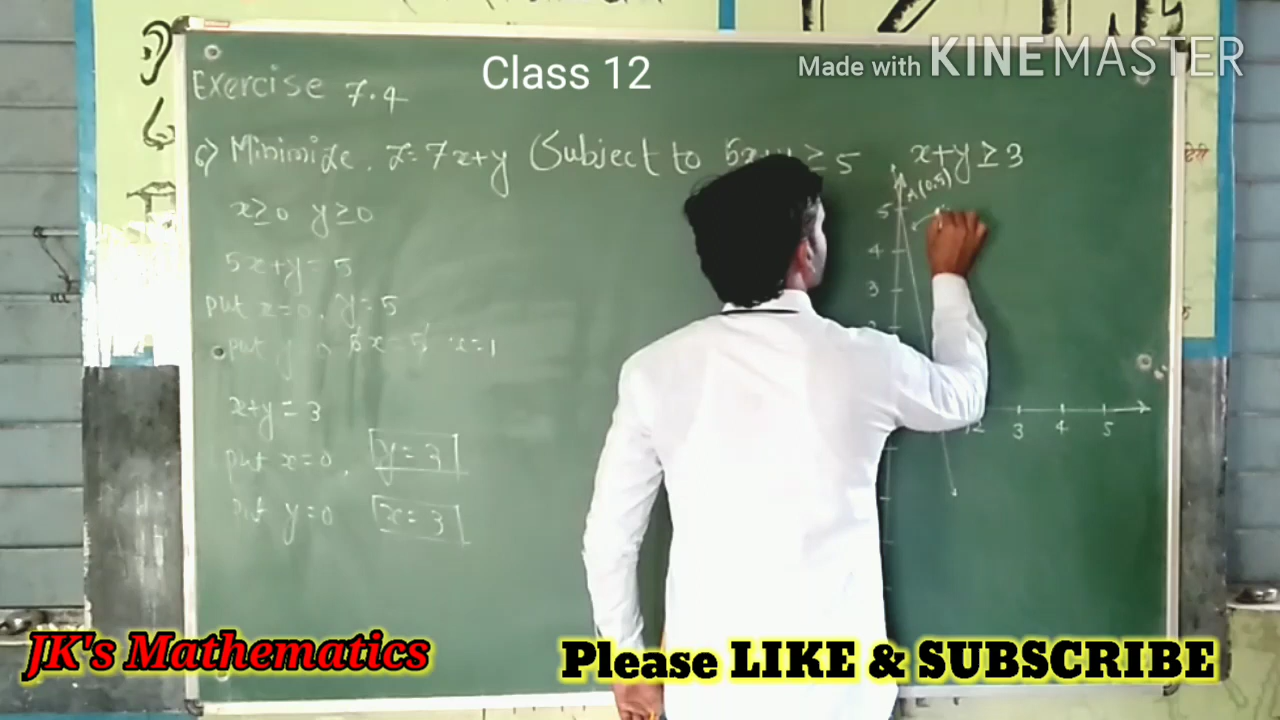 Class 12
Made with KINEMASTER
Exercise 7.4
6) Minimize, Z=7x+y (Subject to 5x+y ≥ 5 x+y ≥ 3
x≥0 y≥0
5x+y=5
put x=0, y=5
put y 5x=5 x=1
x+y=3
put x=0, y=3
put y=0 x=3
A(0,5)
5
4
3
2
2 3 4 5
JK's Mathematics
Please LIKE & SUBSCRIBE